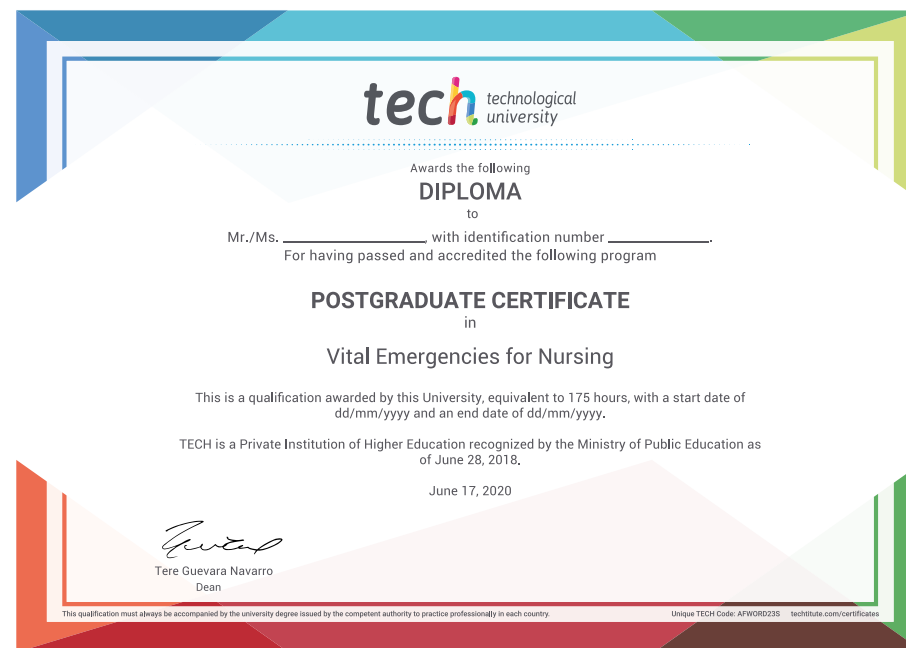 tech technological
university
Awards the following
DIPLOMA
to
Mr./Ms. ____________, with identification number ____________.
For having passed and accredited the following program
POSTGRADUATE CERTIFICATE
in
Vital Emergencies for Nursing
This is a qualification awarded by this University, equivalent to 175 hours, with a start date of
dd/mm/yyyy and an end date of dd/mm/yyyy.
TECH is a Private Institution of Higher Education recognized by the Ministry of Public Education as
of June 28, 2018.
June 17, 2020
Tere Guevara Navarro
Dean
This qualification must always be accompanied by the university degree issued by the competent authority to practice professionally in each country.
Unique TECH Code: AFWORD23S techtitute.com/certificates